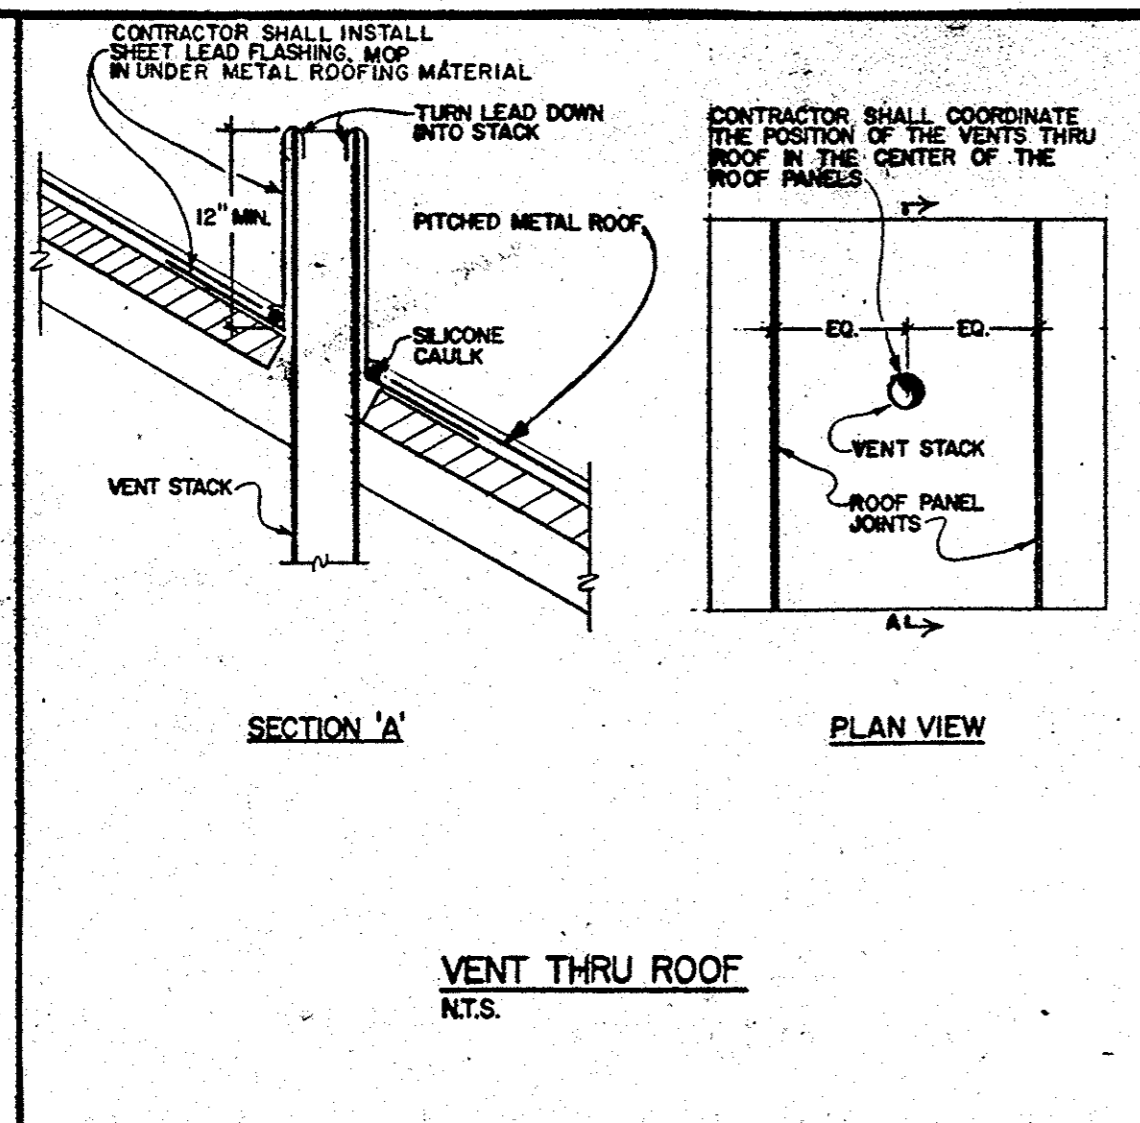 CONTRACTOR SHALL INSTALL
SHEET LEAD FLASHING, MOP
IN UNDER METAL ROOFING MATERIAL
TURN LEAD DOWN
INTO STACK
12" MIN.
PITCHED METAL ROOF
SILICONE
CAULK
VENT STACK
SECTION 'A'
CONTRACTOR SHALL COORDINATE
THE POSITION OF THE VENTS THRU
ROOF IN THE CENTER OF THE
ROOF PANELS
EQ.
EQ.
VENT STACK
ROOF PANEL
JOINTS
A
PLAN VIEW
VENT THRU ROOF
N.T.S.